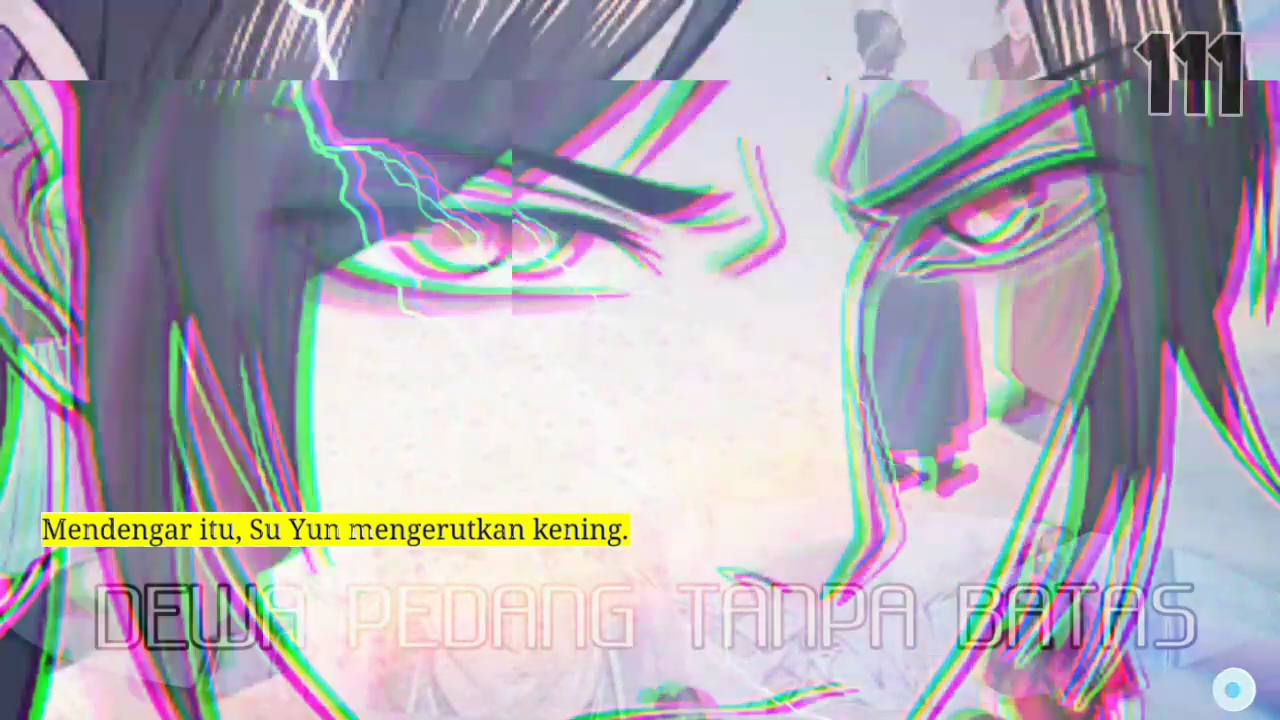 111
Mendengar itu, Su Yun mengerutkan kening.
DEWA PEDANG TANPA BATAS